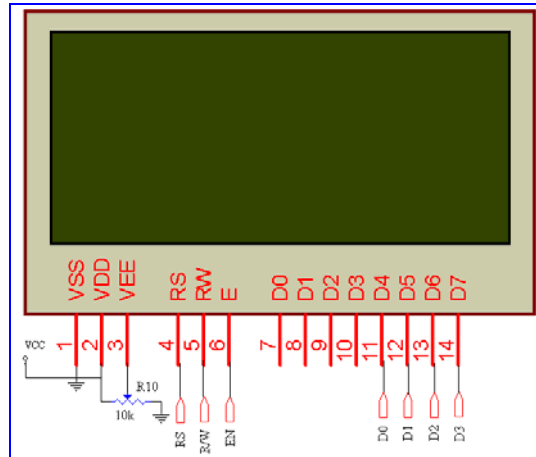 VSS VDD VEE RS RW E D0 D1 D2 D3 D4 D5 D6 D7
1 2 3 4 5 6 7 8 9 10 11 12 13 14
VCC
R10
10k
RS R/W EN D0 D1 D2 D3